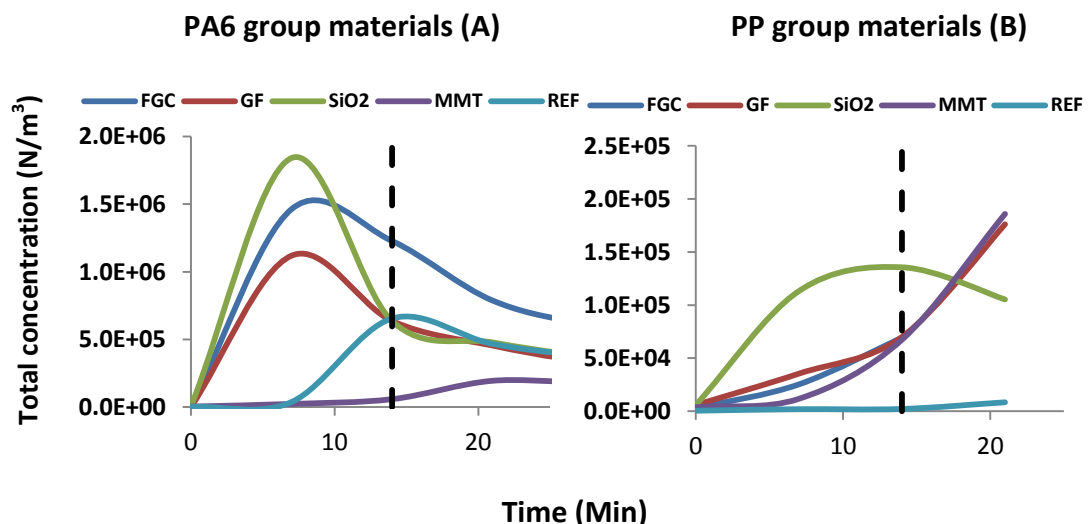 PA6 group materials (A)
PP group materials (B)
Total concentration (N/m³)
FGC GF SiO2 MMT REF
2.0E+06
1.5E+06
1.0E+06
5.0E+05
0.0E+00
0 10 20
FGC GF SiO2 MMT REF
2.5E+05
2.0E+05
1.5E+05
1.0E+05
5.0E+04
0.0E+00
0 10 20
Time (Min)